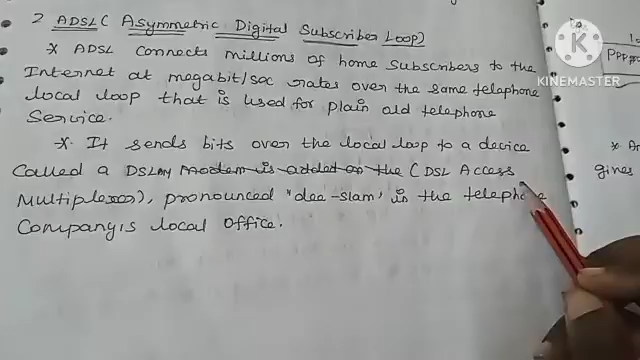 2 ADSL ( Asymmetric Digital Subscriber Loop)
* ADSL connects millions of home subscribers to the
Internet at megabit/sec rates over the same telephone
local loop that is used for plain old telephone
service.
* It sends bits over the local loop to a device
called a DSLAM modem is added on the (DSL Access
Multiplexer), pronounced "dee-slam" in the telephone
Company's local office.
K
KINEMASTER
* An
gines